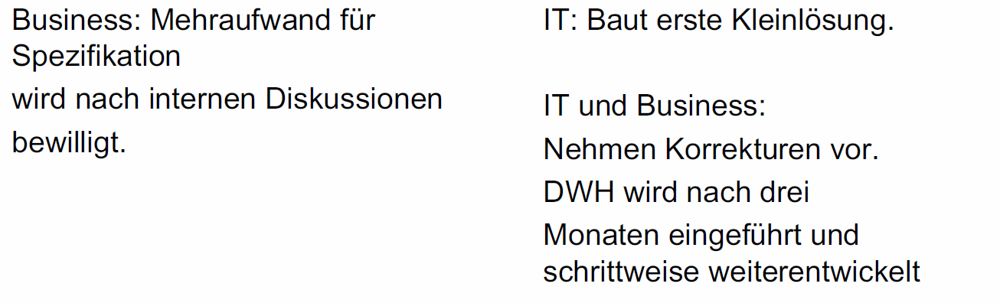 Business: Mehraufwand für
Spezifikation
wird nach internen Diskussionen
bewilligt.
IT: Baut erste Kleinlösung.
IT und Business:
Nehmen Korrekturen vor.
DWH wird nach drei
Monaten eingeführt und
schrittweise weiterentwickelt